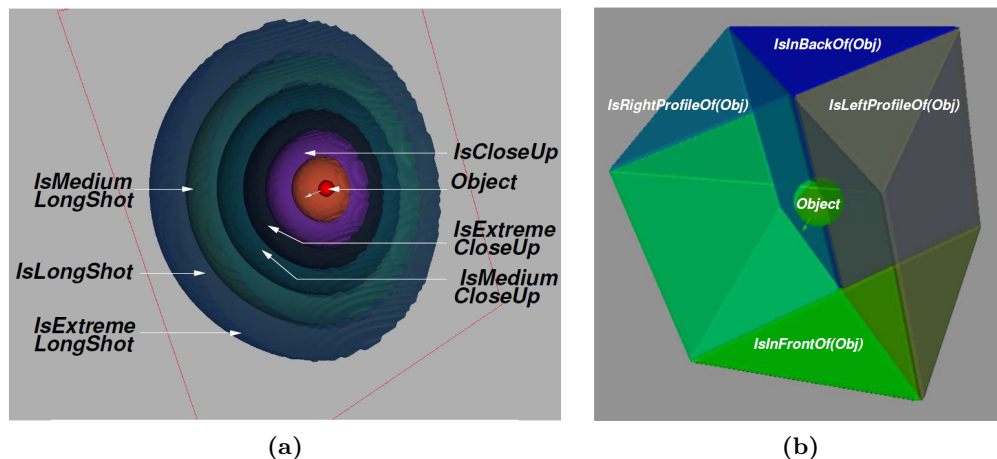 IsCloseUp
Object
IsMedium
LongShot
IsExtreme
CloseUp
IsLongShot
IsMedium
CloseUp
IsExtreme
LongShot
(a)
IsInBackOf(Obj)
IsRightProfileOf(Obj)
IsLeftProfileOf(Obj)
Object
IsInFrontOf(Obj)
(b)